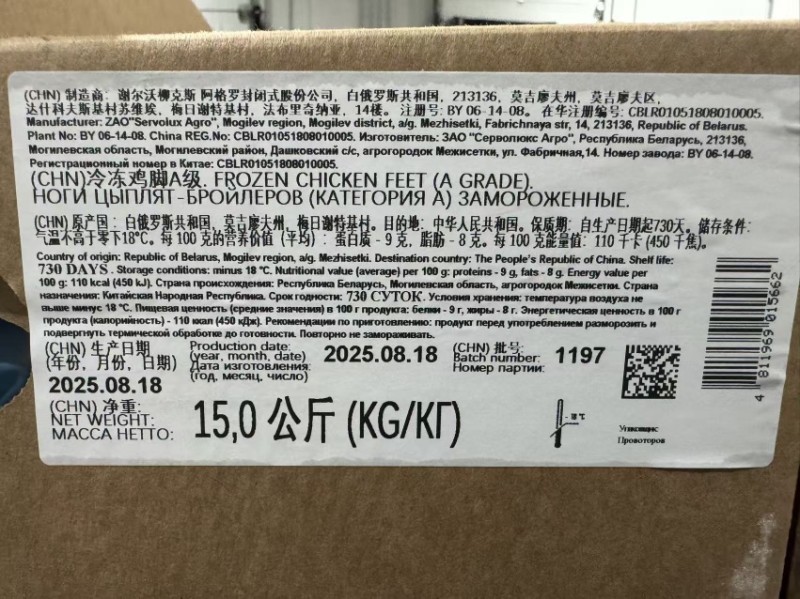 (CHN) 制造商: 谢尔沃柳克斯 阿格罗封闭式股份公司, 白俄罗斯共和国, 213136, 莫吉廖夫州, 莫吉廖夫区,
达什科夫斯基村苏维埃, 梅日谢特基村, 法布里奇纳亚, 14楼. 注册号: BY 06-14-08. 在华注册编号: CBLR01051808010005.
Manufacturer: ZAO"Servolux Agro", Mogilev region, Mogilev district, a/g. Mezhisetki, Fabrichnaya str, 14, 213136, Republic of Belarus.
Plant No: BY 06-14-08. China REG.No: CBLR01051808010005. Изготовитель: ЗАО "Серволюкс Агро", Республика Беларусь, 213136,
Могилевская область, Могилевский район, Дашковский с/с, агрогородок Межисетки, ул. Фабричная,14. Номер завода: BY 06-14-08.
Регистрационный номер в Китае: CBLR01051808010005.
(CHN)冷冻鸡脚A级. FROZEN CHICKEN FEET (A GRADE).
НОГИ ЦЫПЛЯТ-БРОЙЛЕРОВ (КАТЕГОРИЯ А) ЗАМОРОЖЕННЫЕ.
(CHN) 原产国: 白俄罗斯共和国, 莫吉廖夫州, 梅日谢特基村. 目的地: 中华人民共和国. 保质期: 自生产日期起730天. 储存条件:
气温不高于零下18°C. 每 100 克的营养价值 (平均) : 蛋白质 - 9 克, 脂肪 - 8 克. 每 100 克能量值: 110 千卡 (450 千焦).
Country of origin: Republic of Belarus, Mogilev region, a/g. Mezhisetki. Destination country: The People's Republic of China. Shelf life:
730 DAYS. Storage conditions: minus 18 °C. Nutritional value (average) per 100 g: proteins - 9 g, fats - 8 g. Energy value per
100 g: 110 kcal (450 kJ). Страна происхождения: Республика Беларусь, Могилевская область, агрогородок Межисетки. Страна
назначения: Китайская Народная Республика. Срок годности: 730 СУТОК. Условия хранения: температура воздуха не
выше минус 18 °C. Пищевая ценность (средние значения) в 100 г продукта: белки - 9 г, жиры - 8 г. Энергетическая ценность в 100 г
продукта (калорийность) - 110 ккал (450 кДж). Рекомендации по приготовлению: продукт перед употреблением разморозить и
подвергнуть термической обработке до готовности. Повторно не замораживать.
(CHN) 生产日期
(年份, 月份, 日期)
2025.08.18
Production date:
(year, month, date)
Дата изготовления:
(год, месяц, число)
2025.08.18
(CHN) 批号:
Batch number:
Номер партии:
1197
(CHN) 净重:
NET WEIGHT:
МАССА НЕТТО:
15,0 公斤 (KG/КГ)
- 18 °C
Упаковщик
Проворотов
4 811969 015662